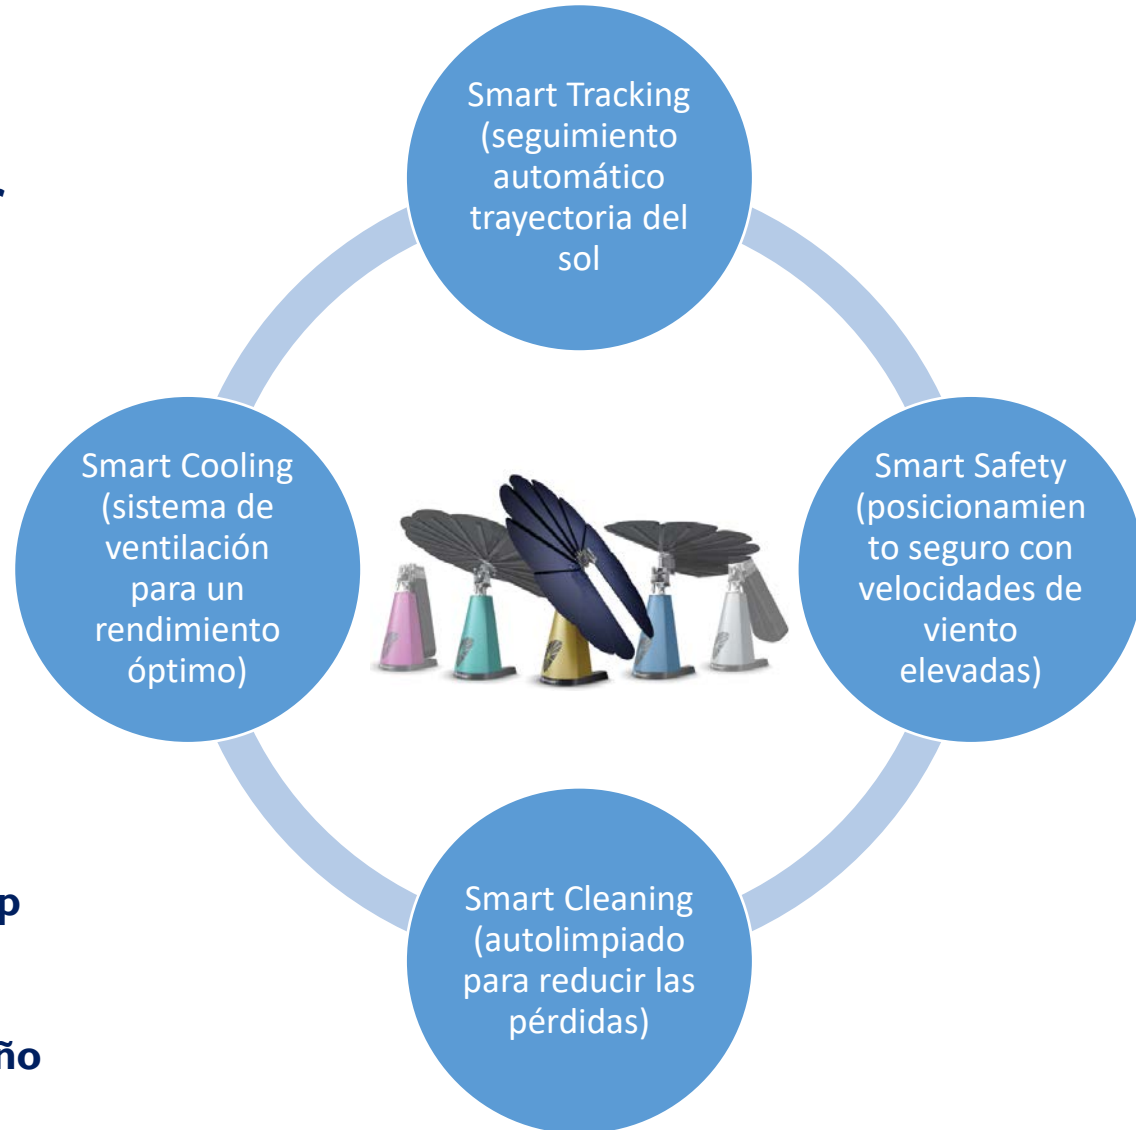 Smart Tracking
(seguimiento
automático
trayectoria del
sol
Smart Cooling
(sistema de
ventilación
para un
rendimiento
óptimo)
Smart Safety
(posicionamien
to seguro con
velocidades de
viento
elevadas)
p
Smart Cleaning
(autolimpiado
para reducir las
pérdidas)
ño